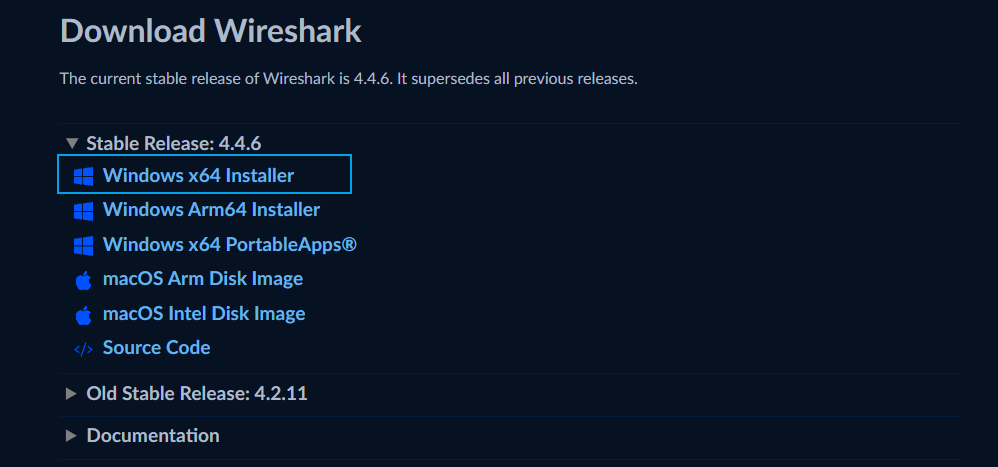 Download Wireshark
The current stable release of Wireshark is 4.4.6. It supersedes all previous releases.
Stable Release: 4.4.6
Windows x64 Installer
Windows Arm64 Installer
Windows x64 PortableApps®
macOS Arm Disk Image
macOS Intel Disk Image
</> Source Code
Old Stable Release: 4.2.11
Documentation